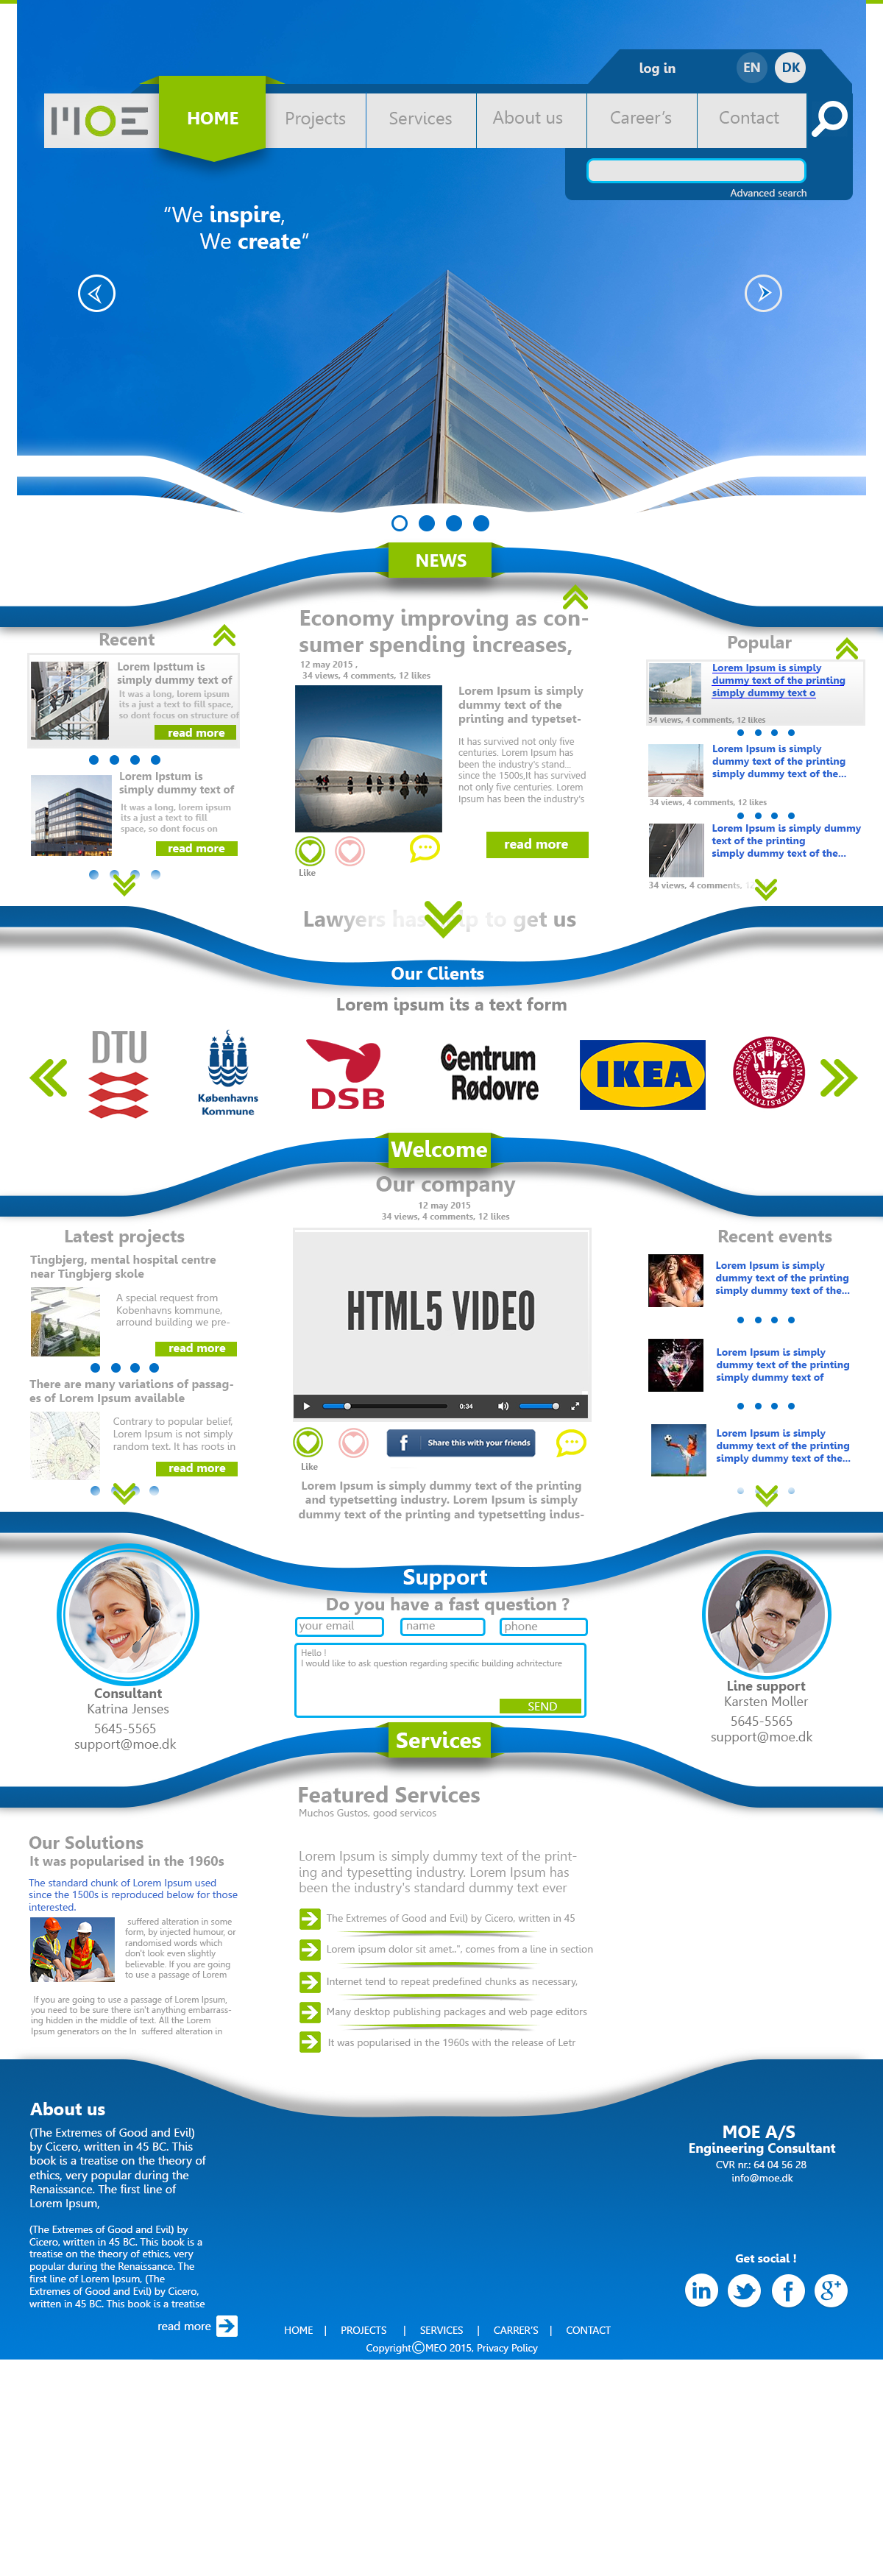 log in
EN
DK
MOE
HOME
Projects
Services
About us
Career's
Contact
Advanced search
“We inspire,
We create”
NEWS
Recent
Lorem Ipsttum is
simply dummy text of
It was a long, lorem ipsum
its a just a text to fill space,
so dont focus on structure of
read more
Lorem Ipstum is
simply dummy text of
It was a long, lorem ipsum
its a just a text to fill
space, so dont focus on
read more
Economy improving as con-
sumer spending increases,
12 may 2015 ,
34 views, 4 comments, 12 likes
Lorem Ipsum is simply
dummy text of the
printing and typetset-
It has survived not only five
centuries. Lorem Ipsum has
been the industry's stand...
since the 1500s,It has survived
not only five centuries. Lorem
Ipsum has been the industry's
read more
Like
Lawyers has to get us
Popular
Lorem Ipsum is simply
dummy text of the printing
simply dummy text o
34 views, 4 comments, 12 likes
Lorem Ipsum is simply
dummy text of the printing
simply dummy text of the...
34 views, 4 comments, 12 likes
Lorem Ipsum is simply dummy
text of the printing
simply dummy text of the...
34 views, 4 comments,
Our Clients
Lorem ipsum its a text form
DTU
Københavns
Kommune
DSB
Centrum
Rødovre
IKEA
Welcome
Our company
12 may 2015
34 views, 4 comments, 12 likes
Latest projects
Tingbjerg, mental hospital centre
near Tingbjerg skole
A special request from
Kobenhavns kommune,
arround building we pre-
read more
There are many variations of passag-
es of Lorem Ipsum available
Contrary to popular belief,
Lorem Ipsum is not simply
random text. It has roots in
read more
HTML5 VIDEO
0:34
Like
Share this with your friends
Lorem Ipsum is simply dummy text of the printing
and typesetting industry. Lorem Ipsum is simply
dummy text of the printing and typesetting indus-
Recent events
Lorem Ipsum is simply
dummy text of the printing
simply dummy text of the...
Lorem Ipsum is simply
dummy text of the printing
simply dummy text of
Lorem Ipsum is simply
dummy text of the printing
simply dummy text of the...
Support
Do you have a fast question ?
your email
name
phone
Hello !
I would like to ask question regarding specific building achritecture
SEND
Consultant
Katrina Jenses
5645-5565
support@moe.dk
Line support
Karsten Moller
5645-5565
support@moe.dk
Services
Featured Services
Muchos Gustos, good servicos
Lorem Ipsum is simply dummy text of the print-
ing and typesetting industry. Lorem Ipsum has
been the industry's standard dummy text ever
The Extremes of Good and Evil) by Cicero, written in 45
Lorem ipsum dolor sit amet..", comes from a line in section
Internet tend to repeat predefined chunks as necessary,
Many desktop publishing packages and web page editors
It was popularised in the 1960s with the release of Letr
Our Solutions
It was popularised in the 1960s
The standard chunk of Lorem Ipsum used
since the 1500s is reproduced below for those
interested.
suffered alteration in some
form, by injected humour, or
randomised words which
don't look even slightly
believable. If you are going
to use a passage of Lorem
If you are going to use a passage of Lorem Ipsum,
you need to be sure there isn't anything embarrass-
ing hidden in the middle of text. All the Lorem
Ipsum generators on the In suffered alteration in
About us
(The Extremes of Good and Evil)
by Cicero, written in 45 BC. This
book is a treatise on the theory of
ethics, very popular during the
Renaissance. The first line of
Lorem Ipsum,
(The Extremes of Good and Evil) by
Cicero, written in 45 BC. This book is a
treatise on the theory of ethics, very
popular during the Renaissance. The
first line of Lorem Ipsum, (The
Extremes of Good and Evil) by Cicero,
written in 45 BC. This book is a treatise
read more
MOE A/S
Engineering Consultant
CVR nr.: 64 04 56 28
info@moe.dk
Get social !
in
f
g+
HOME | PROJECTS | SERVICES | CARRER'S | CONTACT
Copyright©MEO 2015, Privacy Policy